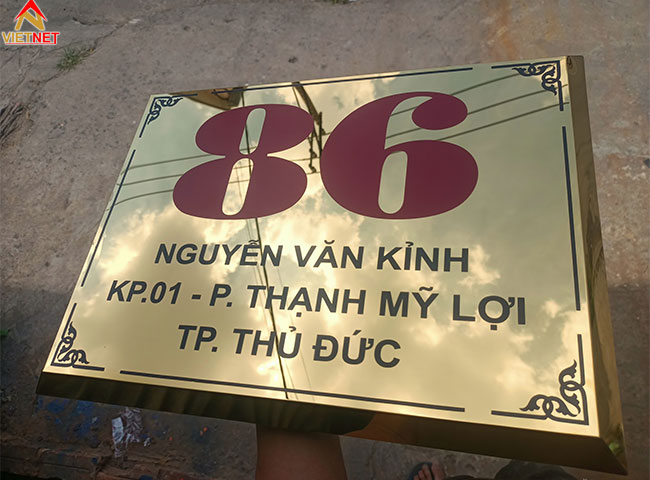 VIETNET
86
NGUYỄN VĂN KỈNH
KP.01 - P. THẠNH MỸ LỢI
TP. THỦ ĐỨC